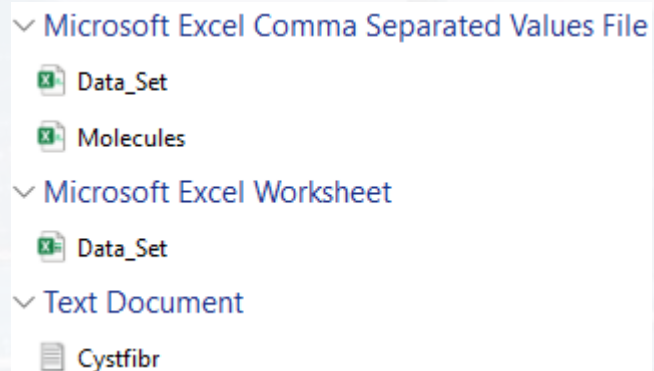 Microsoft Excel Comma Separated Values File
Data_Set
Molecules
Microsoft Excel Worksheet
Data_Set
Text Document
Cystfibr